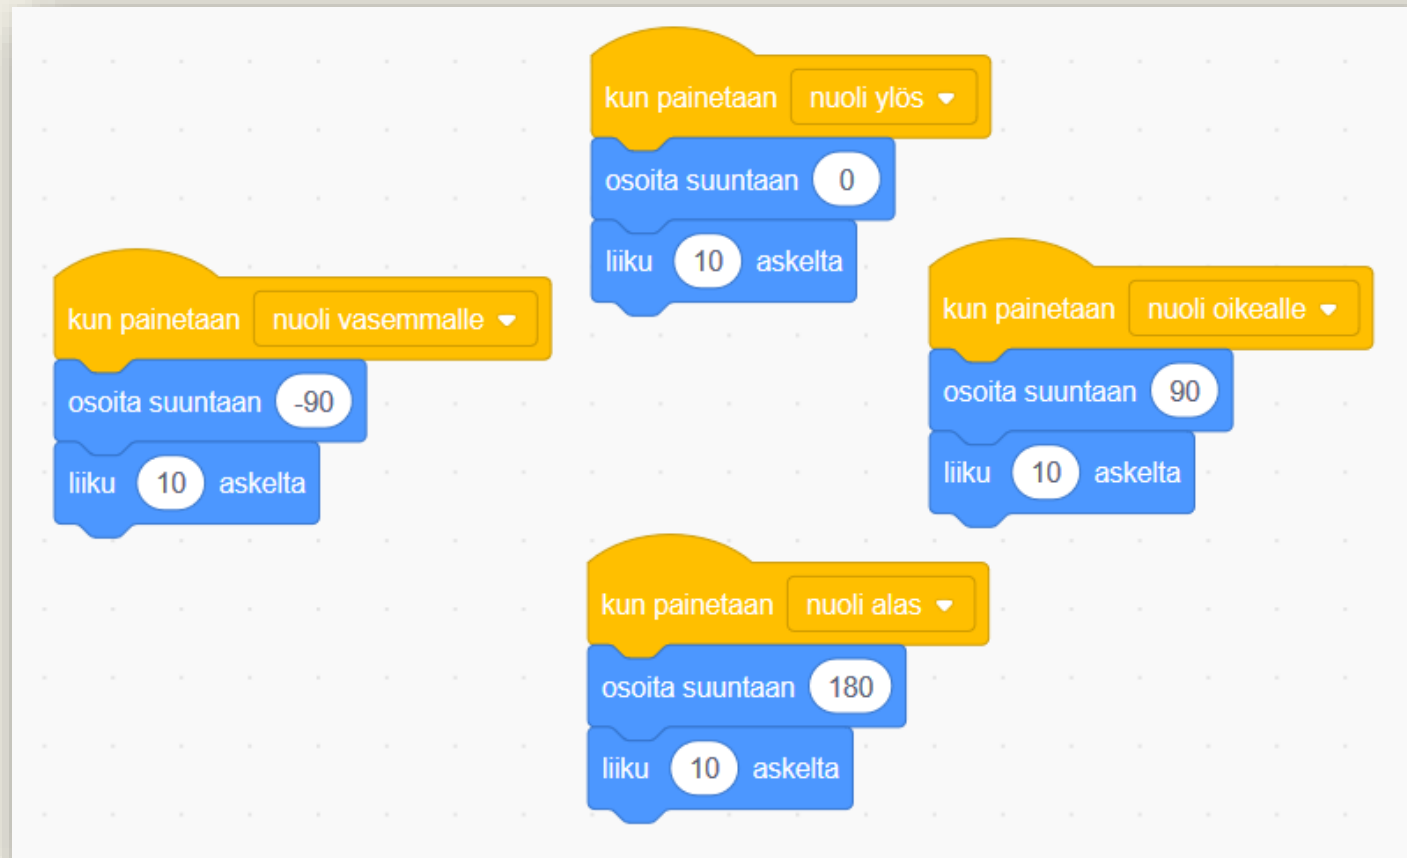 kun painetaan nuoli ylös
osoita suuntaan 0
liiku 10 askelta
kun painetaan nuoli vasemmalle
osoita suuntaan -90
liiku 10 askelta
kun painetaan nuoli oikealle
osoita suuntaan 90
liiku 10 askelta
kun painetaan nuoli alas
osoita suuntaan 180
liiku 10 askelta